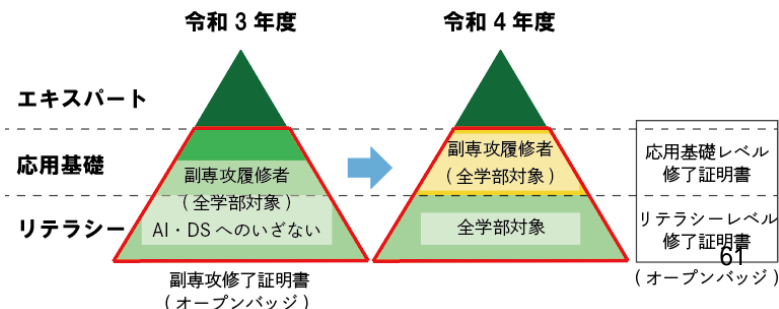 令和3年度
令和4年度
エキスパート
応用基礎
リテラシー
副専攻履修者
(全学部対象)
AI・DSへのいざない
副専攻修了証明書
(オープンバッジ)
副専攻履修者
(全学部対象)
全学部対象
応用基礎レベル
修了証明書
リテラシーレベル
修了証明書
61
(オープンバッジ)